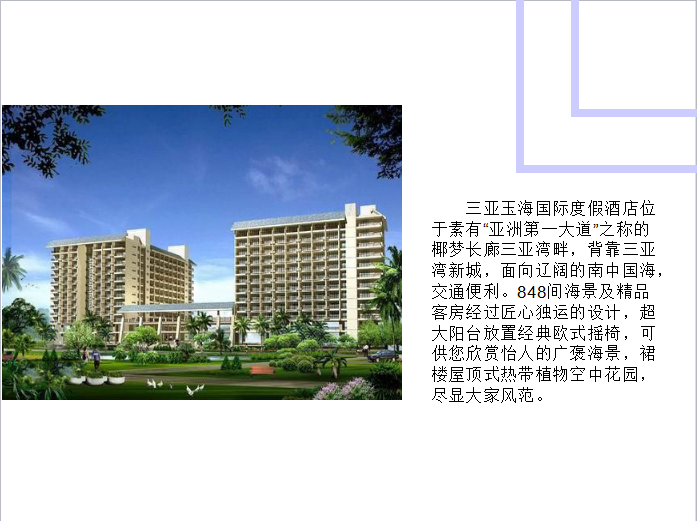 三亚玉海国际度假酒店位
于素有“亚洲第一大道”之称的
椰梦长廊三亚湾畔，背靠三亚
湾新城，面向辽阔的南中国海，
交通便利。848间海景及精品
客房经过匠心独运的设计，超
大阳台放置经典欧式摇椅，可
供您欣赏怡人的广褒海景，裙
楼屋顶式热带植物空中花园，
尽显大家风范。